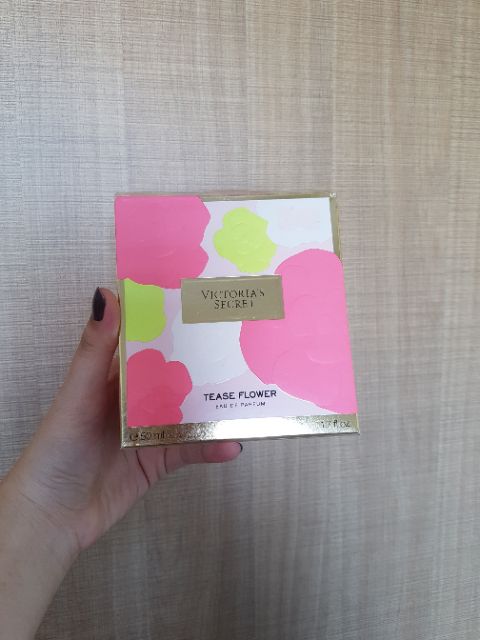 VICTORIA'S
SECRET
TEASE FLOWER
EAU DE PARFUM
℮ 50 ml 1.7 fl oz